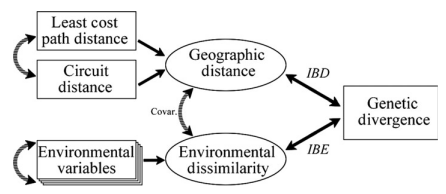 Least cost
path distance
Circuit
distance
Geographic
distance
IBD
Covar.
Genetic
divergence
IBE
Environmental
variables
Environmental
dissimilarity